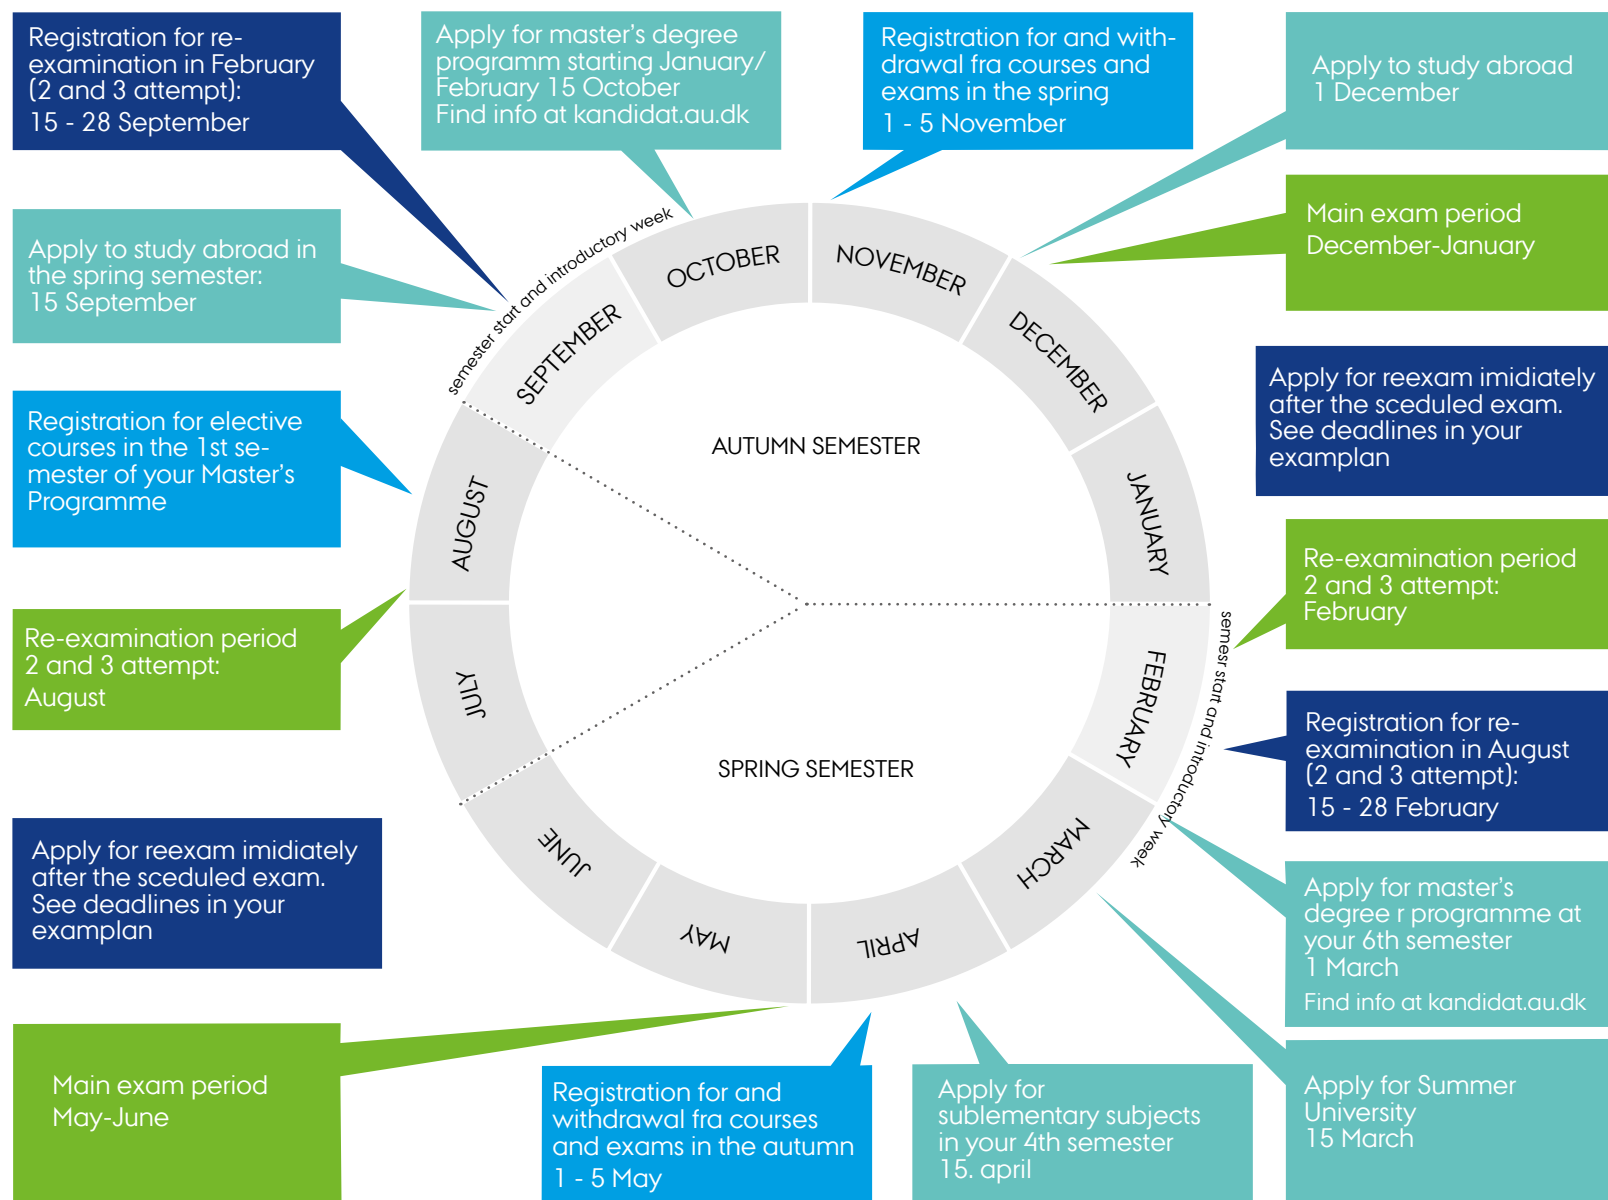 Registration for re-
examination in February
(2 and 3 attempt):
15 - 28 September
Apply for master's degree
programm starting January/
February 15 October
Find info at kandidat.au.dk
Registration for and with-
drawal fra courses and
exams in the spring
1 - 5 November
Apply to study abroad
1 December
Apply to study abroad in
the spring semester:
15 September
Main exam period
December-January
Registration for elective
courses in the 1st se-
mester of your Master's
Programme
Apply for reexam imidiately
after the sceduled exam.
See deadlines in your
examplan
Re-examination period
2 and 3 attempt:
August
Re-examination period
2 and 3 attempt:
February
semester start and introductory week
SEPTEMBER
OCTOBER
NOVEMBER
DECEMBER
JANUARY
AUTUMN SEMESTER
AUGUST
JULY
SPRING SEMESTER
FEBRUARY
semesr start and introductory week
MARCH
APRIL
MAY
JUNE
Registration for re-
examination in August
(2 and 3 attempt):
15 - 28 February
Apply for reexam imidiately
after the sceduled exam.
See deadlines in your
examplan
Apply for master's
degree r programme at
your 6th semester
1 March
Find info at kandidat.au.dk
Main exam period
May-June
Registration for and
withdrawal fra courses
and exams in the autumn
1 - 5 May
Apply for
sublementary subjects
in your 4th semester
15. april
Apply for Summer
University
15 March